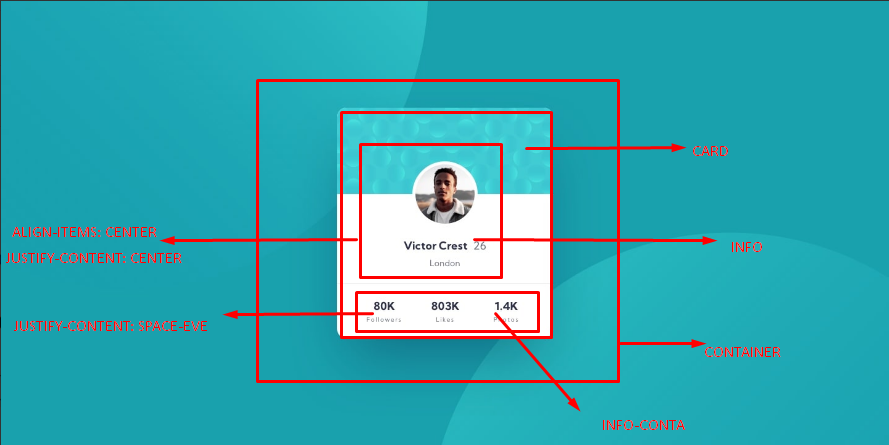 CARD
ALIGN-ITEMS: CENTER
JUSTIFY-CONTENT: CENTER
Victor Crest 26
INFO
London
80K 803K 1.4K
Followers Likes Photos
JUSTIFY-CONTENT: SPACE-EVE
CONTAINER
INFO-CONTA